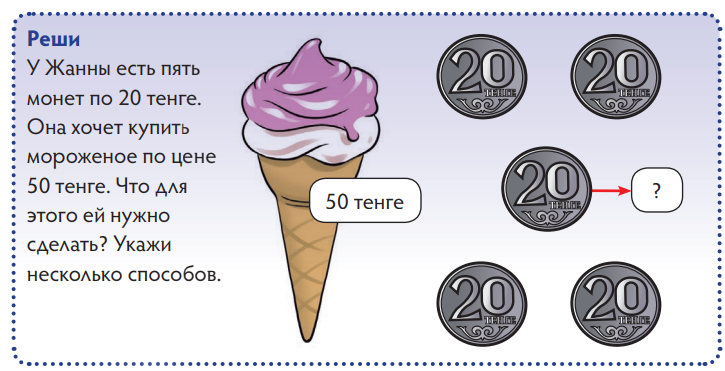 Реши
У Жанны есть пять
монет по 20 тенге.
Она хочет купить
мороженое по цене
50 тенге. Что для
этого ей нужно
сделать? Укажи
несколько способов.
50 тенге
20
ТЕНГЕ
20
ТЕНГЕ
20
ТЕНГЕ
?
20
ТЕНГЕ
20
ТЕНГЕ